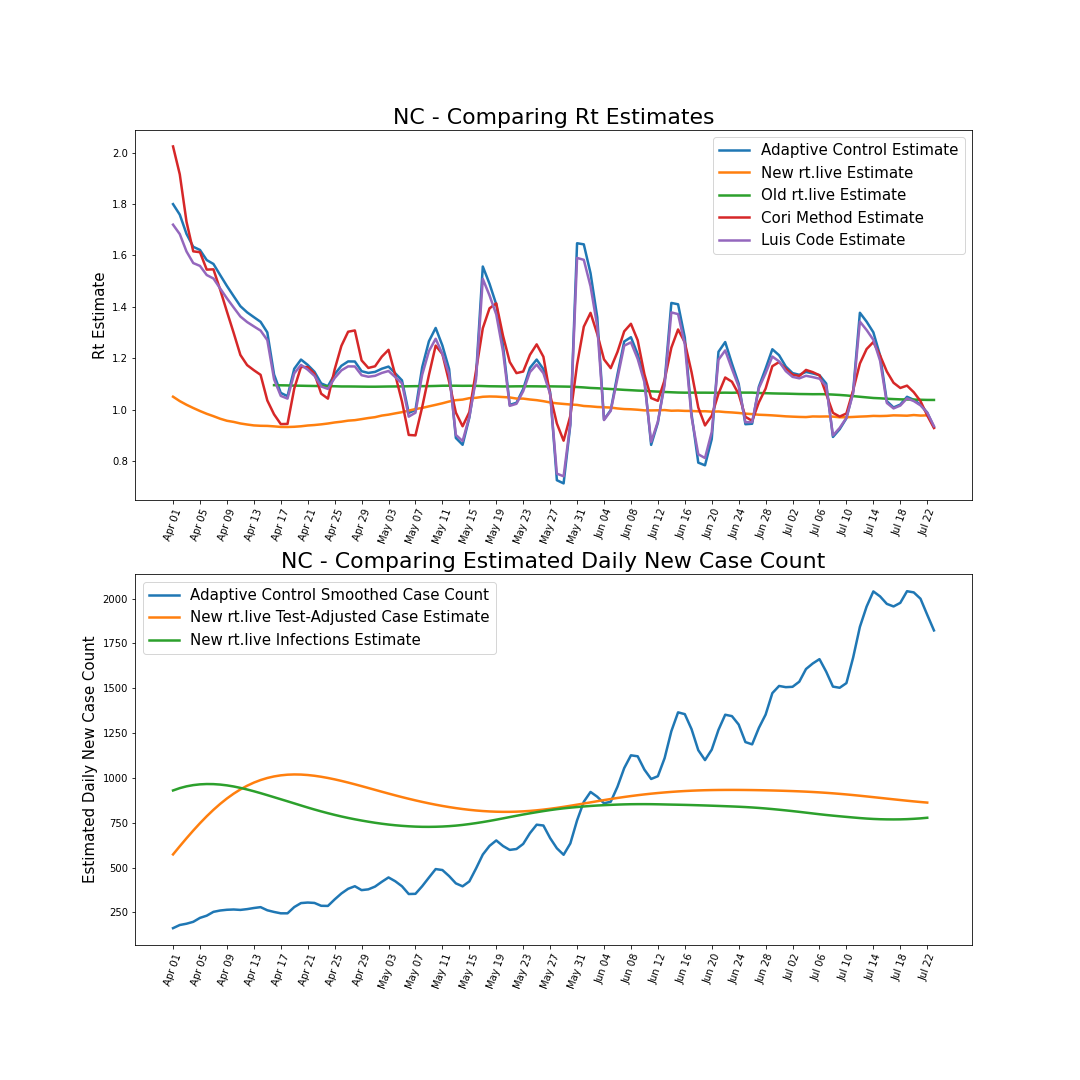 NC - Comparing Rt Estimates
Rt Estimate
2.0
1.8
1.6
1.4
1.2
1.0
0.8
Adaptive Control Estimate
New rt.live Estimate
Old rt.live Estimate
Cori Method Estimate
Luis Code Estimate
Apr 01 Apr 05 Apr 09 Apr 13 Apr 17 Apr 21 Apr 25 Apr 29 May 03 May 07 May 11 May 15 May 19 May 23 May 27 May 31 Jun 04 Jun 08 Jun 12 Jun 16 Jun 20 Jun 24 Jun 28 Jul 02 Jul 06 Jul 10 Jul 14 Jul 18 Jul 22
NC - Comparing Estimated Daily New Case Count
Estimated Daily New Case Count
2000
1750
1500
1250
1000
750
500
250
Adaptive Control Smoothed Case Count
New rt.live Test-Adjusted Case Estimate
New rt.live Infections Estimate
Apr 01 Apr 05 Apr 09 Apr 13 Apr 17 Apr 21 Apr 25 Apr 29 May 03 May 07 May 11 May 15 May 19 May 23 May 27 May 31 Jun 04 Jun 08 Jun 12 Jun 16 Jun 20 Jun 24 Jun 28 Jul 02 Jul 06 Jul 10 Jul 14 Jul 18 Jul 22